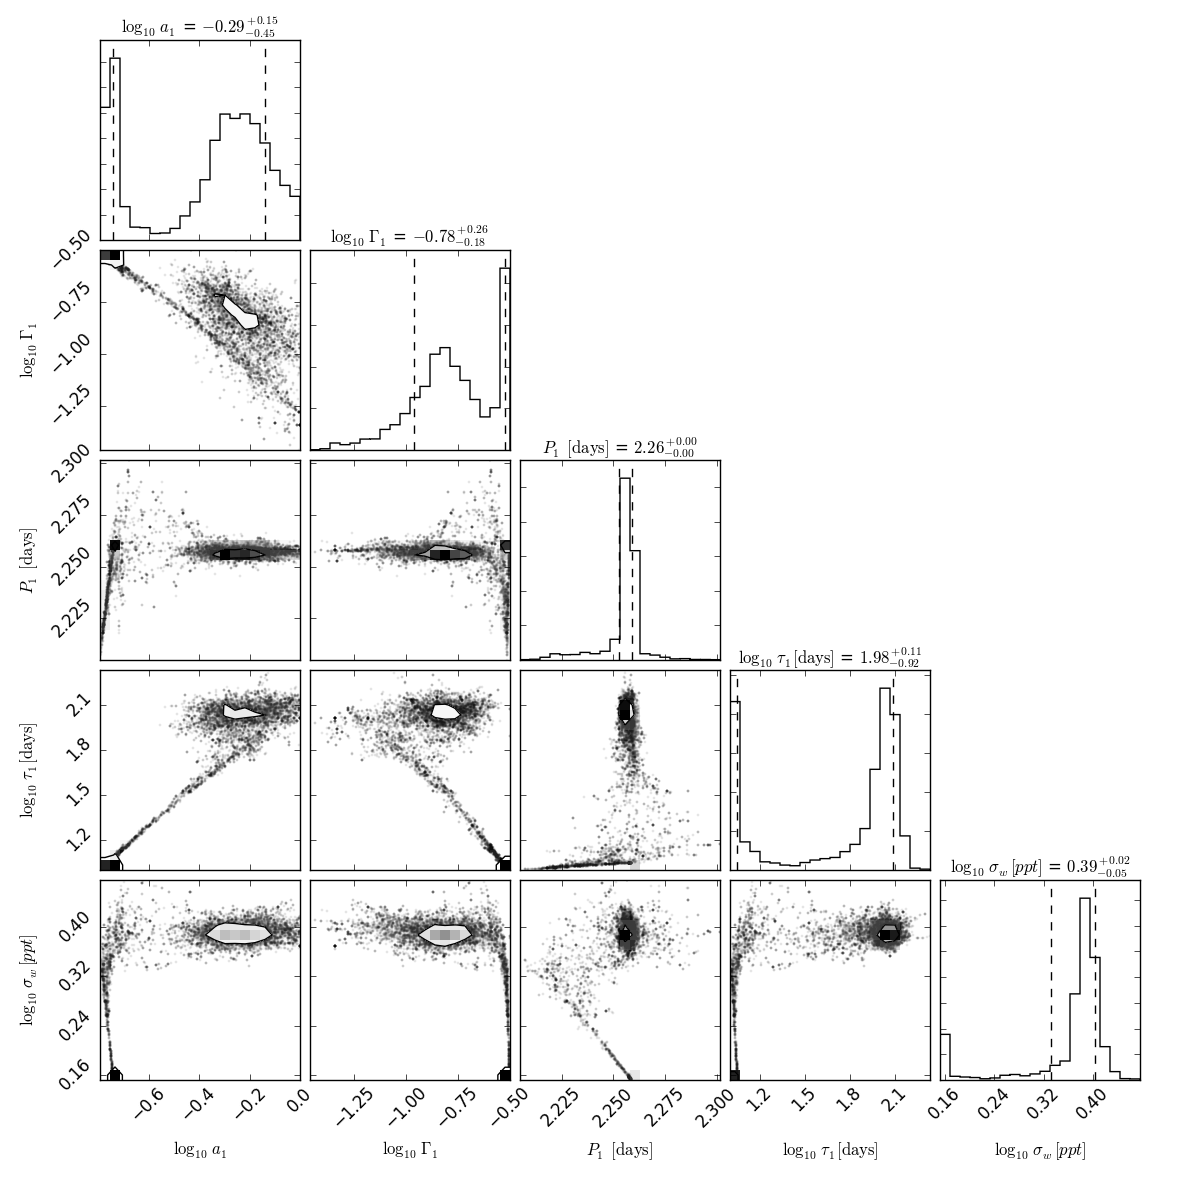 log₁₀ a₁ = −0.29 +0.15 −0.45
−0.50
−0.75
−1.00
−1.25
log₁₀ Γ₁
log₁₀ Γ₁ = −0.78 +0.26 −0.18
2.300
2.275
2.250
2.225
P₁ [days]
P₁ [days] = 2.26 +0.00 −0.00
2.1
1.8
1.5
1.2
log₁₀ τ₁[days]
log₁₀ τ₁[days] = 1.98 +0.11 −0.92
0.40
0.32
0.24
0.16
log₁₀ σ_w [ppt]
log₁₀ σ_w [ppt] = 0.39 +0.02 −0.05
−0.6 −0.4 −0.2 0.0 −1.25 −1.00 −0.75 −0.50 2.225 2.250 2.275 2.300 1.2 1.5 1.8 2.1 0.16 0.24 0.32 0.40
log₁₀ a₁ log₁₀ Γ₁ P₁ [days] log₁₀ τ₁[days] log₁₀ σ_w [ppt]